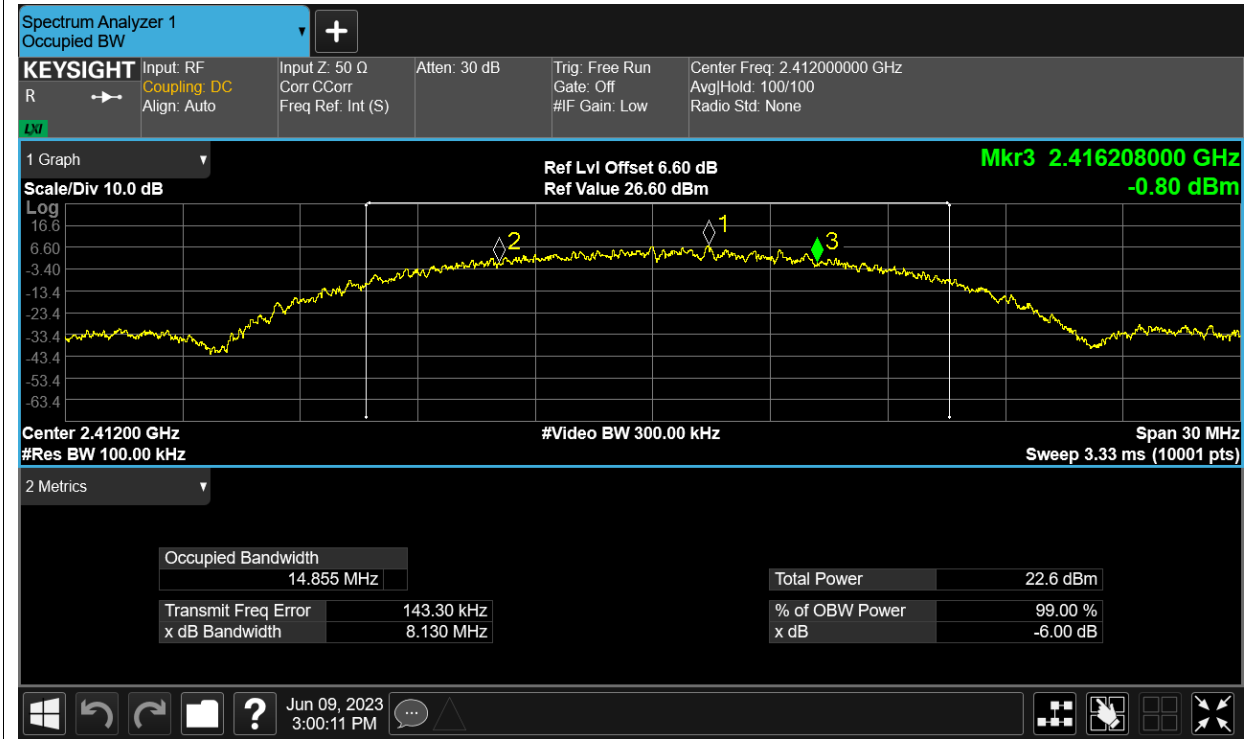 Spectrum Analyzer 1
Occupied BW
KEYSIGHT
R
LXI
Input: RF
Coupling: DC
Align: Auto
Input Z: 50 Ω
Corr CCorr
Freq Ref: Int (S)
Atten: 30 dB
Trig: Free Run
Gate: Off
#IF Gain: Low
Center Freq: 2.412000000 GHz
Avg|Hold: 100/100
Radio Std: None
1 Graph
Scale/Div 10.0 dB
Ref Lvl Offset 6.60 dB
Ref Value 26.60 dBm
Mkr3 2.416208000 GHz
-0.80 dBm
Log
16.6
6.60
-3.40
-13.4
-23.4
-33.4
-43.4
-53.4
-63.4
2
1
3
Center 2.41200 GHz
#Res BW 100.00 kHz
#Video BW 300.00 kHz
Span 30 MHz
Sweep 3.33 ms (10001 pts)
2 Metrics
Occupied Bandwidth
14.855 MHz
Transmit Freq Error 143.30 kHz
x dB Bandwidth 8.130 MHz
Total Power 22.6 dBm
% of OBW Power 99.00 %
x dB -6.00 dB
?
Jun 09, 2023
3:00:11 PM